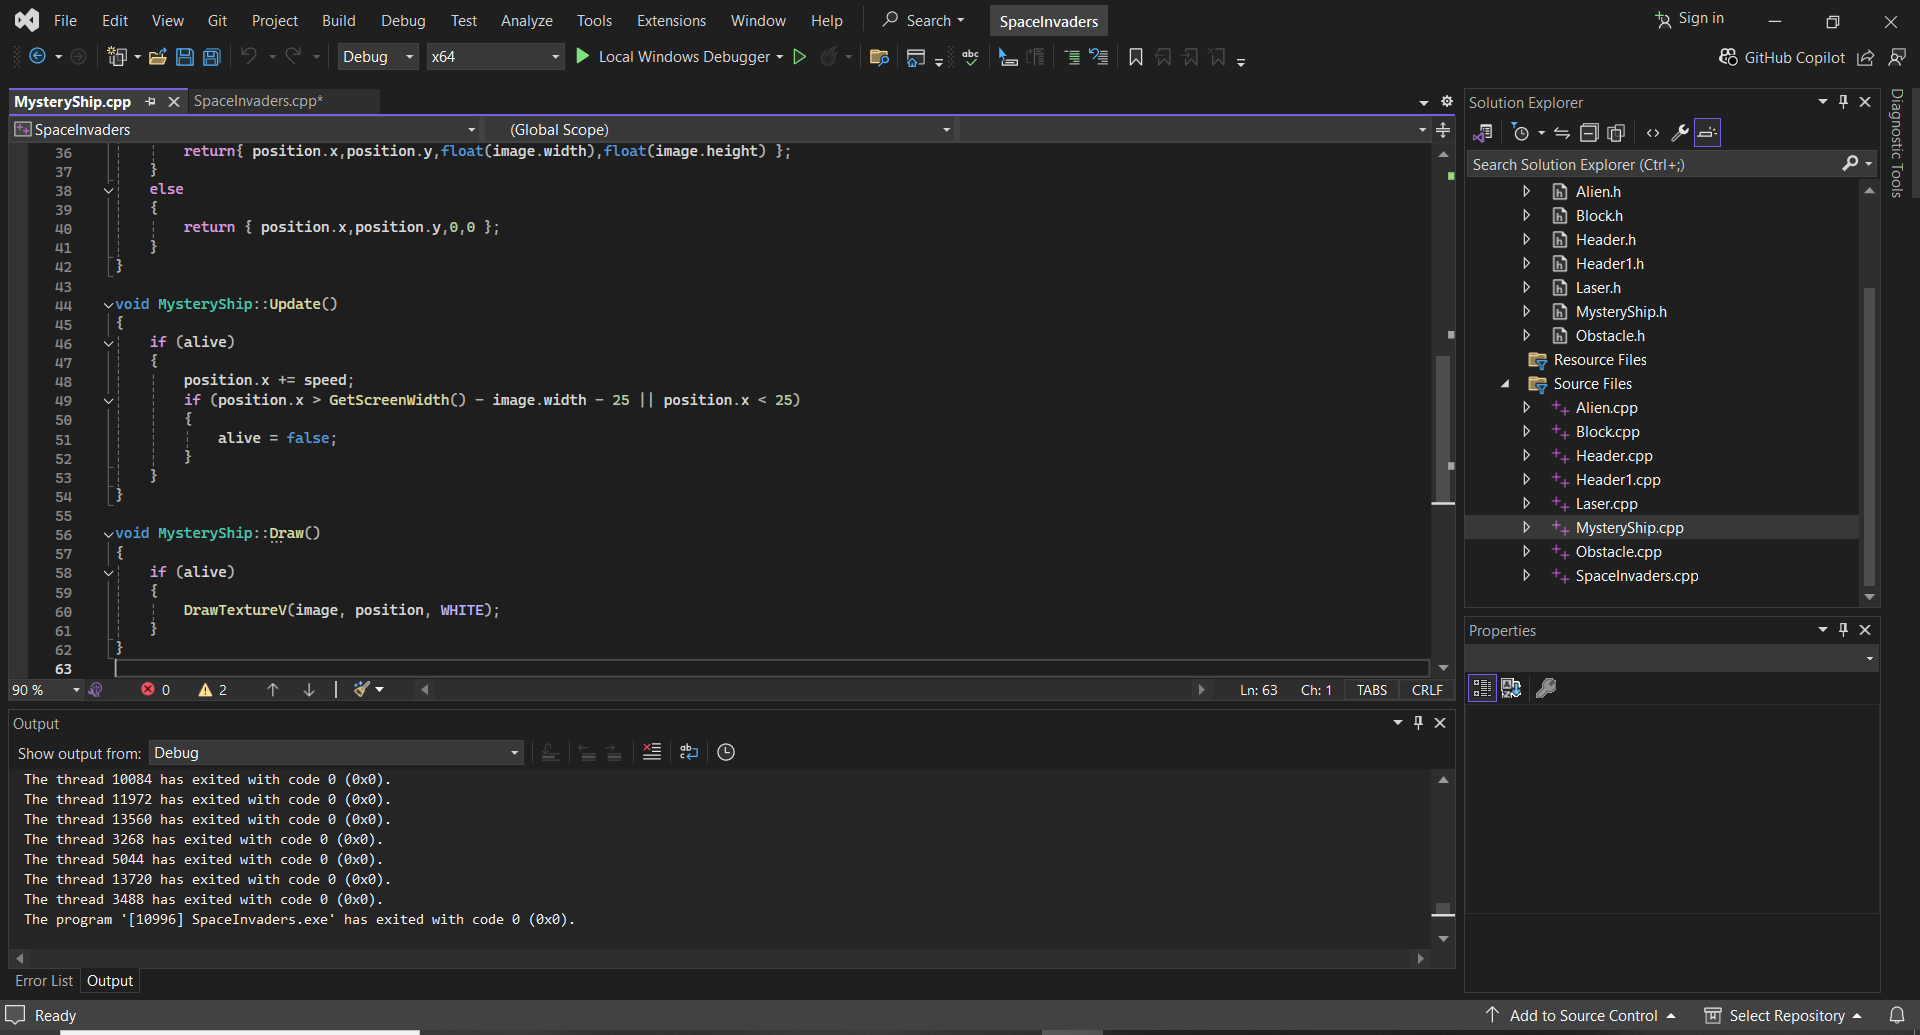 File Edit View Git Project Build Debug Test Analyze Tools Extensions Window Help Search SpaceInvaders Sign in
Debug x64 Local Windows Debugger abc GitHub Copilot
MysteryShip.cpp SpaceInvaders.cpp*
SpaceInvaders (Global Scope)
36 return{ position.x,position.y,float(image.width),float(image.height) };
37 }
38 else
39 {
40 return { position.x,position.y,0,0 };
41 }
42 }
43
44 void MysteryShip::Update()
45 {
46 if (alive)
47 {
48 position.x += speed;
49 if (position.x > GetScreenWidth() - image.width - 25 || position.x < 25)
50 {
51 alive = false;
52 }
53 }
54 }
55
56 void MysteryShip::Draw()
57 {
58 if (alive)
59 {
60 DrawTextureV(image, position, WHITE);
61 }
62 }
63
90 % 0 2 Ln: 63 Ch: 1 TABS CRLF
Output
Show output from: Debug
The thread 10084 has exited with code 0 (0x0).
The thread 11972 has exited with code 0 (0x0).
The thread 13560 has exited with code 0 (0x0).
The thread 3268 has exited with code 0 (0x0).
The thread 5044 has exited with code 0 (0x0).
The thread 13720 has exited with code 0 (0x0).
The thread 3488 has exited with code 0 (0x0).
The program '[10996] SpaceInvaders.exe' has exited with code 0 (0x0).
Error List Output
Solution Explorer
Search Solution Explorer (Ctrl+;)
Alien.h
Block.h
Header.h
Header1.h
Laser.h
MysteryShip.h
Obstacle.h
Resource Files
Source Files
Alien.cpp
Block.cpp
Header.cpp
Header1.cpp
Laser.cpp
MysteryShip.cpp
Obstacle.cpp
SpaceInvaders.cpp
Properties
Diagnostic Tools
Ready Add to Source Control Select Repository